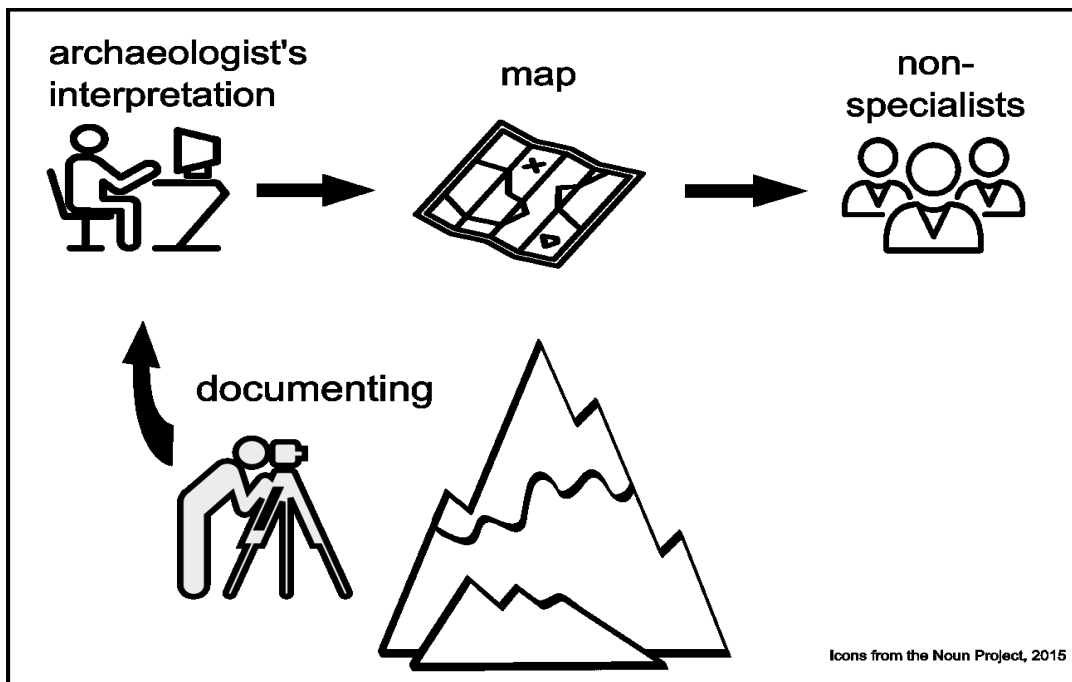 archaeologist's
interpretation
map
non-
specialists
documenting
Icons from the Noun Project, 2015